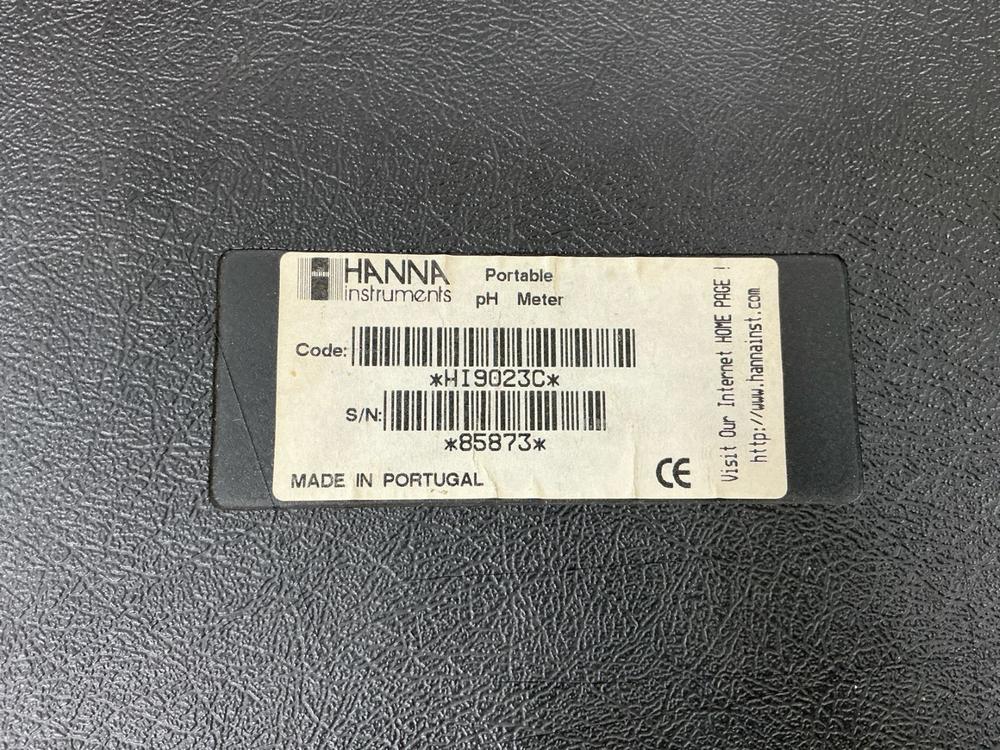 HANNA
instruments
Portable
pH Meter
Code:
*HI9023C*
S/N:
*85873*
MADE IN PORTUGAL
CE
Visit Our Internet HOME PAGE !
http://www.hannainst.com